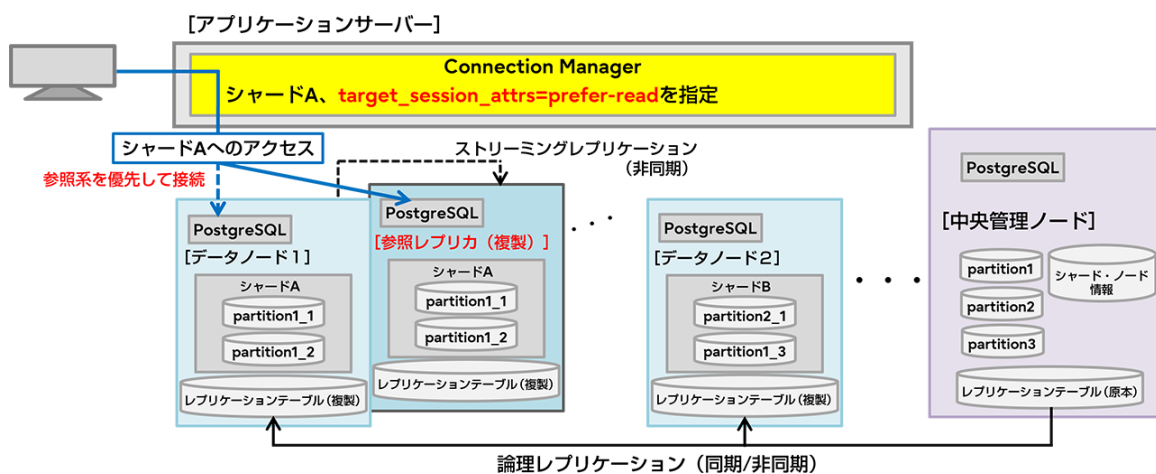 [アプリケーションサーバー]
Connection Manager
シャードA、target_session_attrs=prefer-readを指定
シャードAへのアクセス
参照系を優先して接続
ストリーミングレプリケーション
(非同期)
PostgreSQL
[データノード1]
シャードA
partition1_1
partition1_2
レプリケーションテーブル(複製)
PostgreSQL
[参照レプリカ(複製)]
シャードA
partition1_1
partition1_2
レプリケーションテーブル(複製)
・・・
PostgreSQL
[データノード2]
シャードB
partition2_1
partition1_3
レプリケーションテーブル(複製)
・・・
PostgreSQL
[中央管理ノード]
partition1
partition2
partition3
シャード・ノード
情報
レプリケーションテーブル(原本)
論理レプリケーション(同期/非同期)